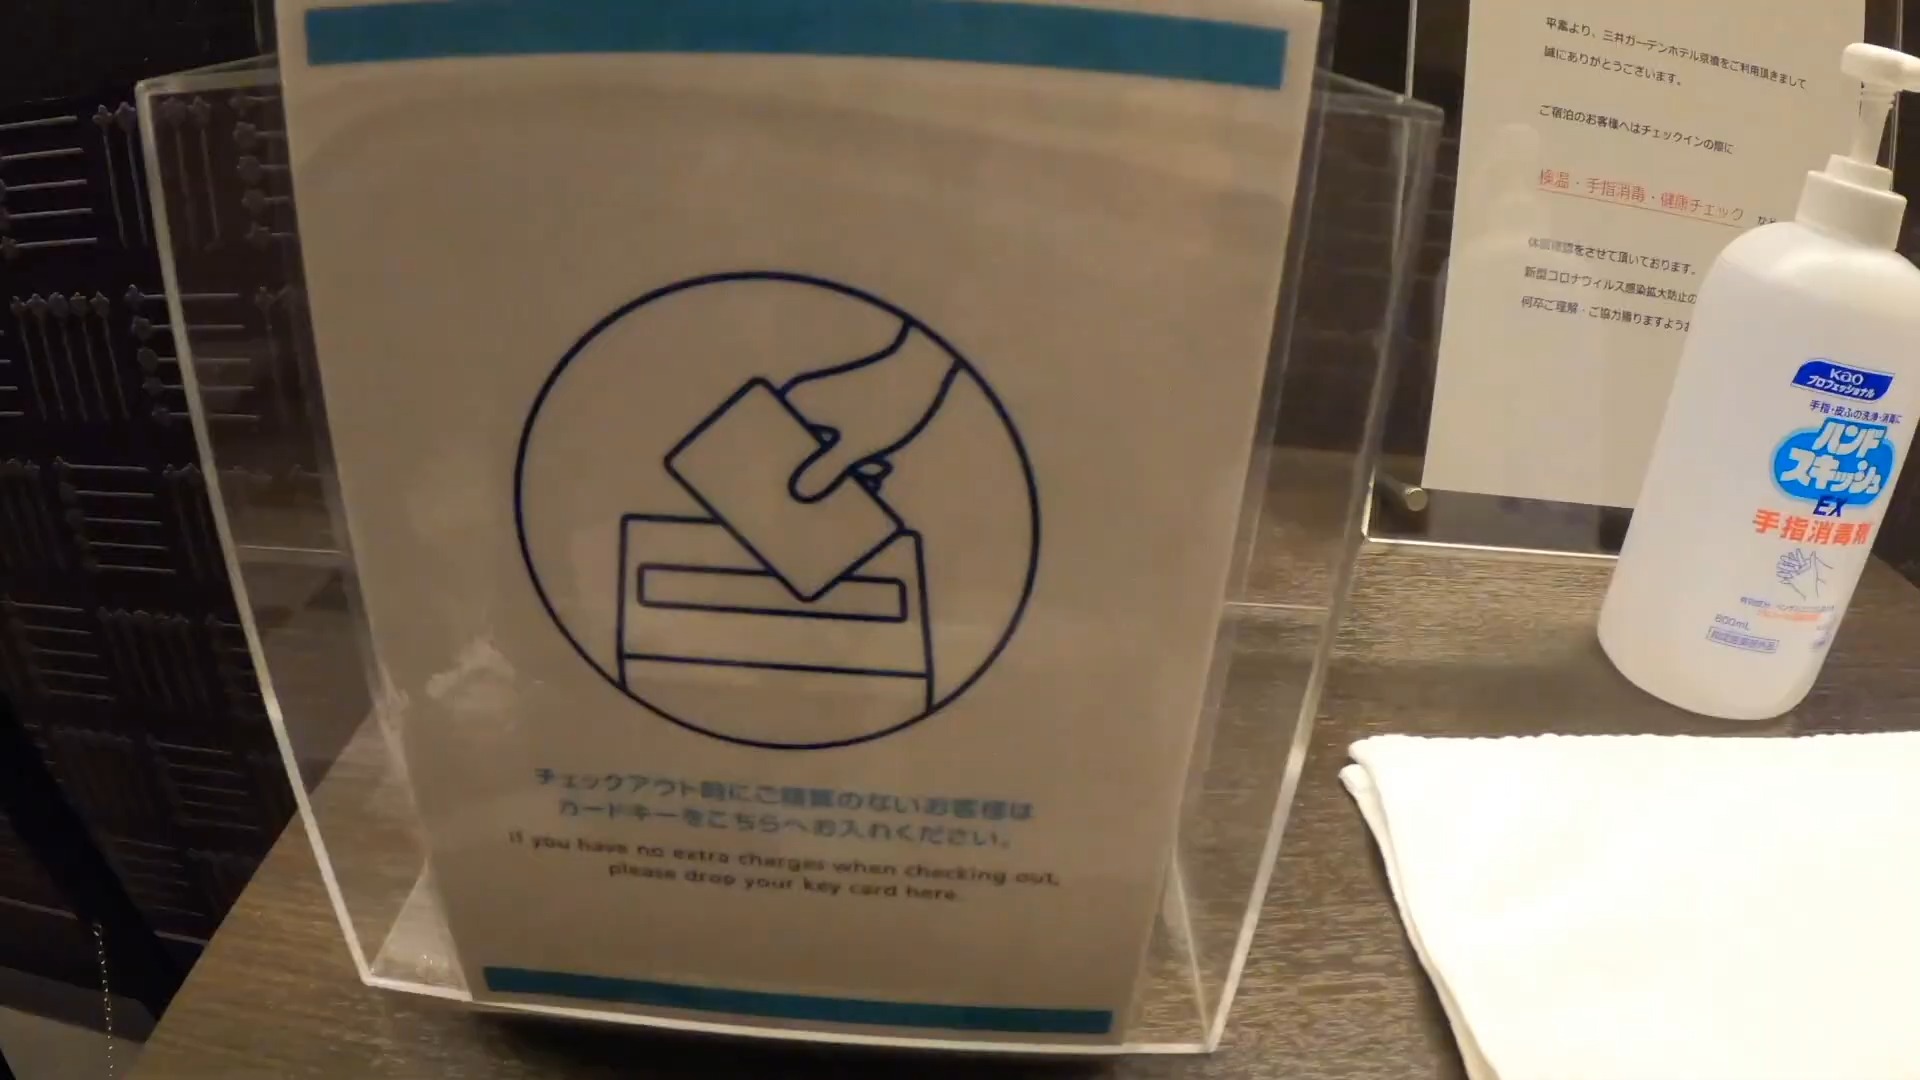 チェックアウト時にご精算のないお客様は
カードキーをこちらへお入れください。
If you have no extra charges when checking out,
please drop your key card here.
平素より、三井ガーデンホテル京橋をご利用頂きまして
誠にありがとうございます。
ご宿泊のお客様へはチェックインの際に
検温・手指消毒・健康チェック など
体調確認をさせて頂いております。
新型コロナウィルス感染拡大防止の
何卒ご理解・ご協力賜りますようお
Kao
プロフェッショナル
手指・皮ふの洗浄・消毒に
ハンド
スキッシュ
EX
手指消毒剤
800mL
指定医薬部外品